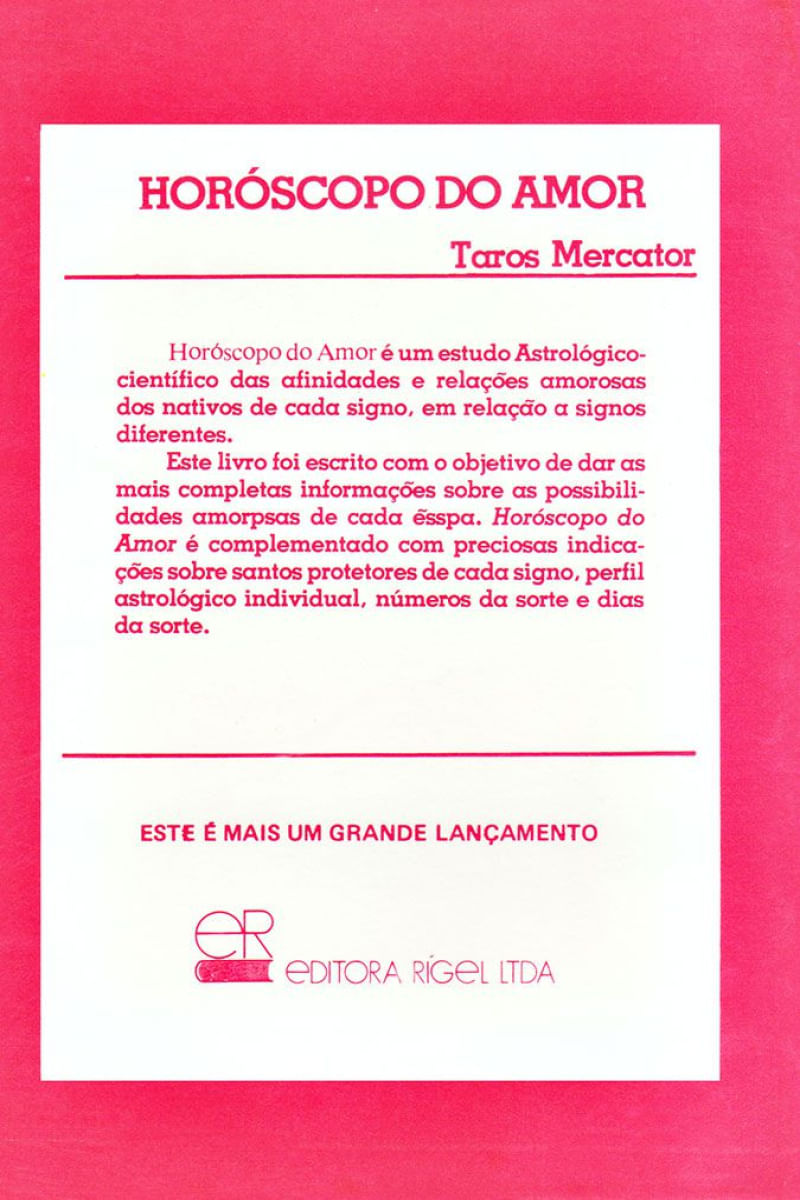 HORÓSCOPO DO AMOR
Taros Mercator
Horóscopo do Amor é um estudo Astrológico-
científico das afinidades e relações amorosas
dos nativos de cada signo, em relação a signos
diferentes.
Este livro foi escrito com o objetivo de dar as
mais completas informações sobre as possibili-
dades amorpsas de cada ẽsspa. Horóscopo do
Amor é complementado com preciosas indica-
ções sobre santos protetores de cada signo, perfil
astrológico individual, números da sorte e dias
da sorte.
ESTE É MAIS UM GRANDE LANÇAMENTO
eR
eDITORA RÍGeL LTDA